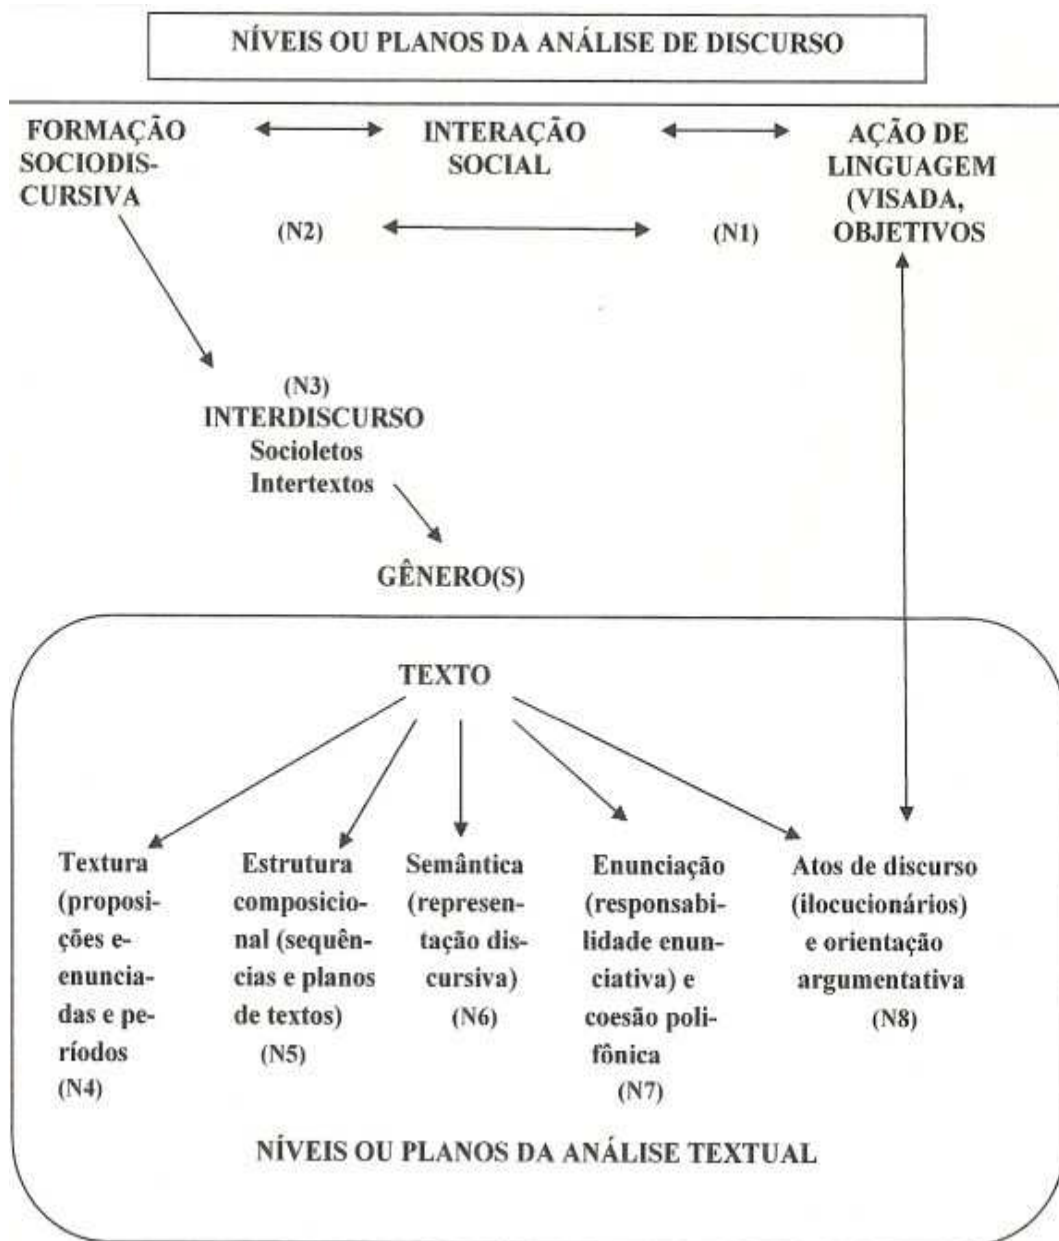 NÍVEIS OU PLANOS DA ANÁLISE DE DISCURSO
FORMAÇÃO
SOCIODIS-
CURSIVA
INTERAÇÃO
SOCIAL
AÇÃO DE
LINGUAGEM
(VISADA,
OBJETIVOS
(N2)
(N1)
(N3)
INTERDISCURSO
Socioletos
Intertextos
GÊNERO(S)
TEXTO
Textura
(proposi-
ções e-
enuncia-
das e pe-
ríodos
(N4)
Estrutura
composicio-
nal (sequên-
cias e planos
de textos)
(N5)
Semântica
(represen-
tação dis-
cursiva)
(N6)
Enunciação
(responsabi-
lidade enun-
ciativa) e
coesão poli-
fônica
(N7)
Atos de discurso
(ilocucionários)
e orientação
argumentativa
(N8)
NÍVEIS OU PLANOS DA ANÁLISE TEXTUAL